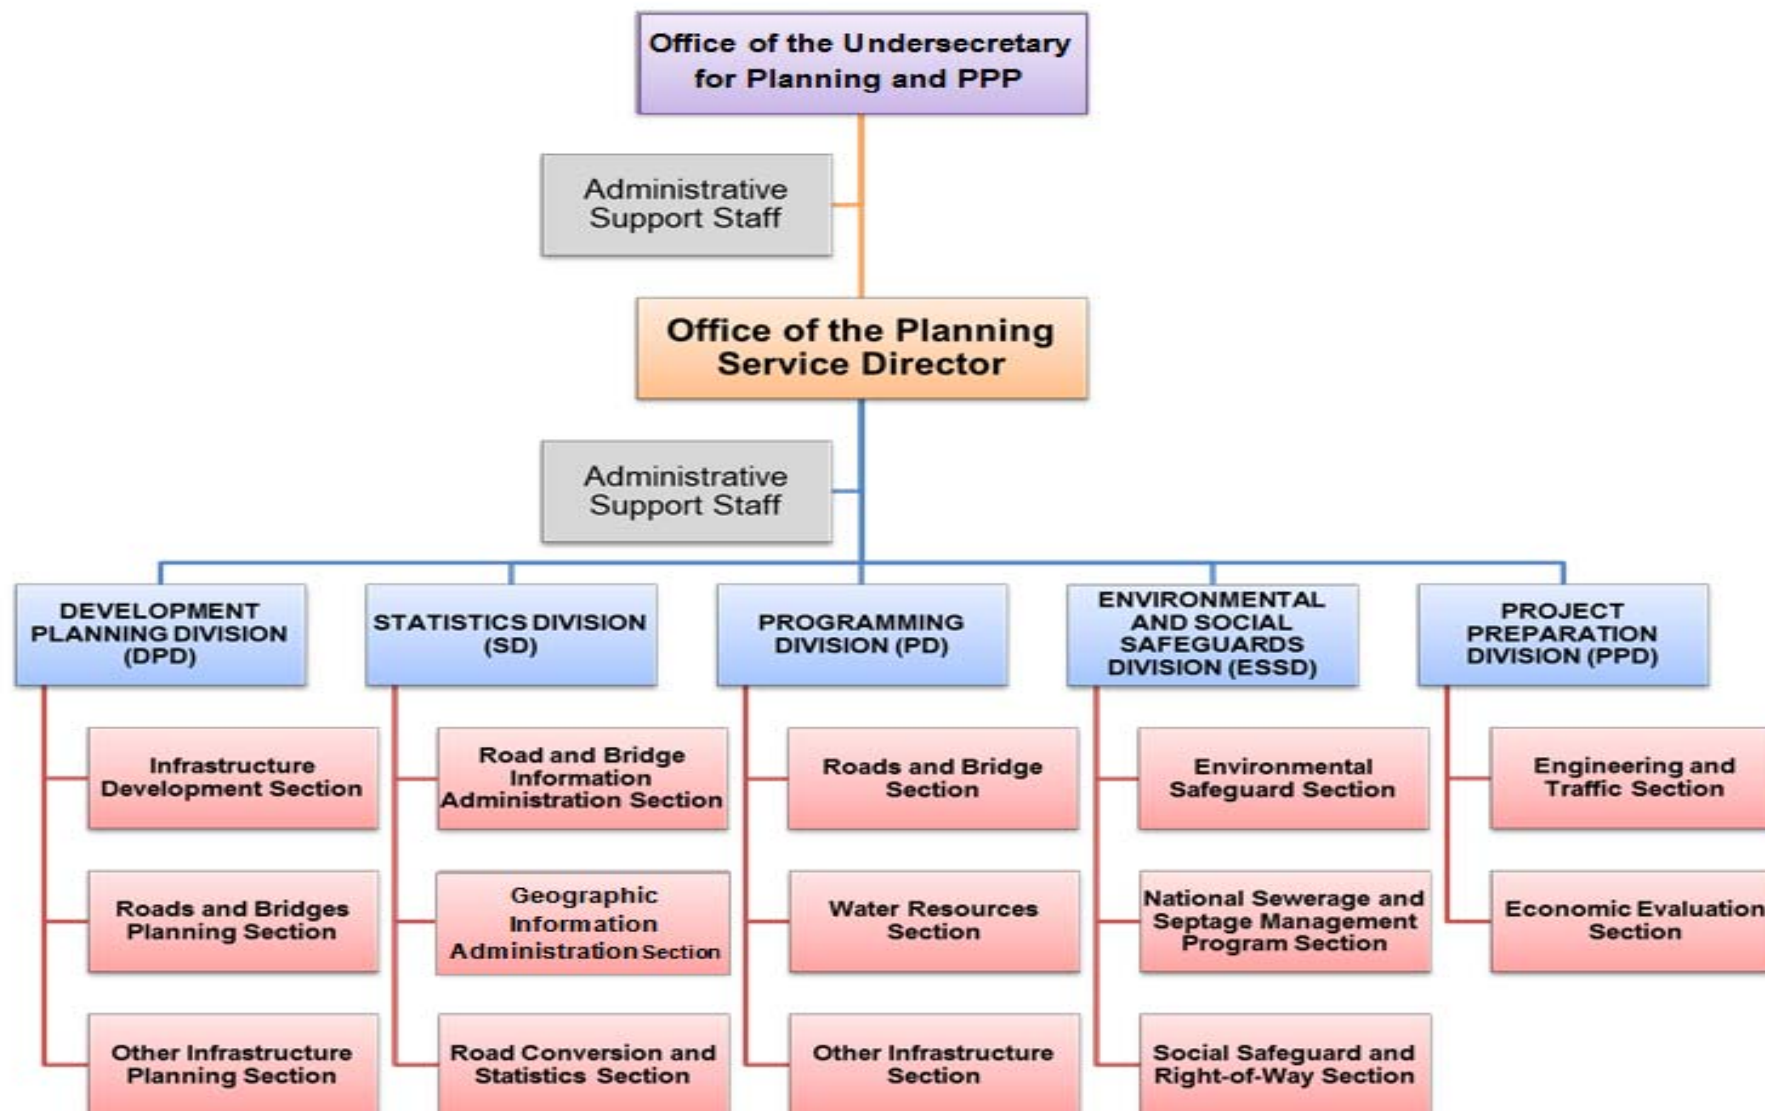 Office of the Undersecretary
for Planning and PPP
Administrative
Support Staff
Office of the Planning
Service Director
Administrative
Support Staff
DEVELOPMENT
PLANNING DIVISION
(DPD)
STATISTICS DIVISION
(SD)
PROGRAMMING
DIVISION (PD)
ENVIRONMENTAL
AND SOCIAL
SAFEGUARDS
DIVISION (ESSD)
PROJECT
PREPARATION
DIVISION (PPD)
Infrastructure
Development Section
Road and Bridge
Information
Administration Section
Roads and Bridge
Section
Environmental
Safeguard Section
Engineering and
Traffic Section
Roads and Bridges
Planning Section
Geographic
Information
Administration Section
Water Resources
Section
National Sewerage and
Septage Management
Program Section
Economic Evaluation
Section
Other Infrastructure
Planning Section
Road Conversion and
Statistics Section
Other Infrastructure
Section
Social Safeguard and
Right-of-Way Section